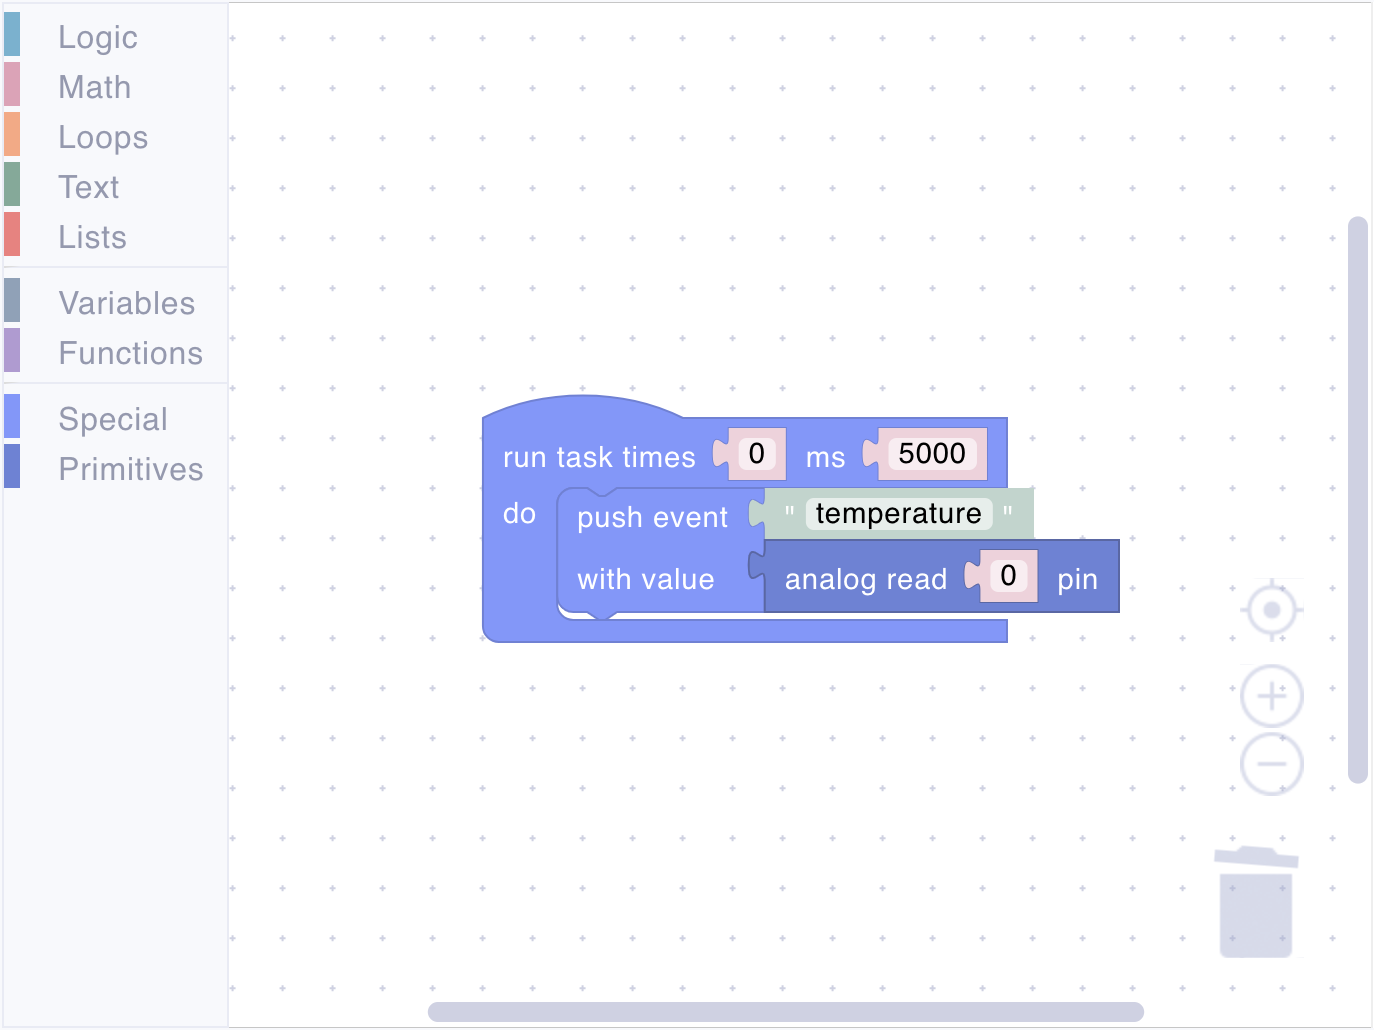 Logic
Math
Loops
Text
Lists
Variables
Functions
Special
Primitives
run task times 0 ms 5000
do push event " temperature "
with value analog read 0 pin